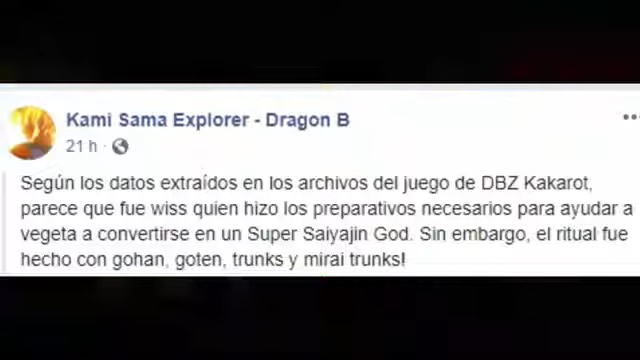 Kami Sama Explorer - Dragon B
21 h ·
Según los datos extraídos en los archivos del juego de DBZ Kakarot,
parece que fue wiss quien hizo los preparativos necesarios para ayudar a
vegeta a convertirse en un Super Saiyajin God. Sin embargo, el ritual fue
hecho con gohan, goten, trunks y mirai trunks!